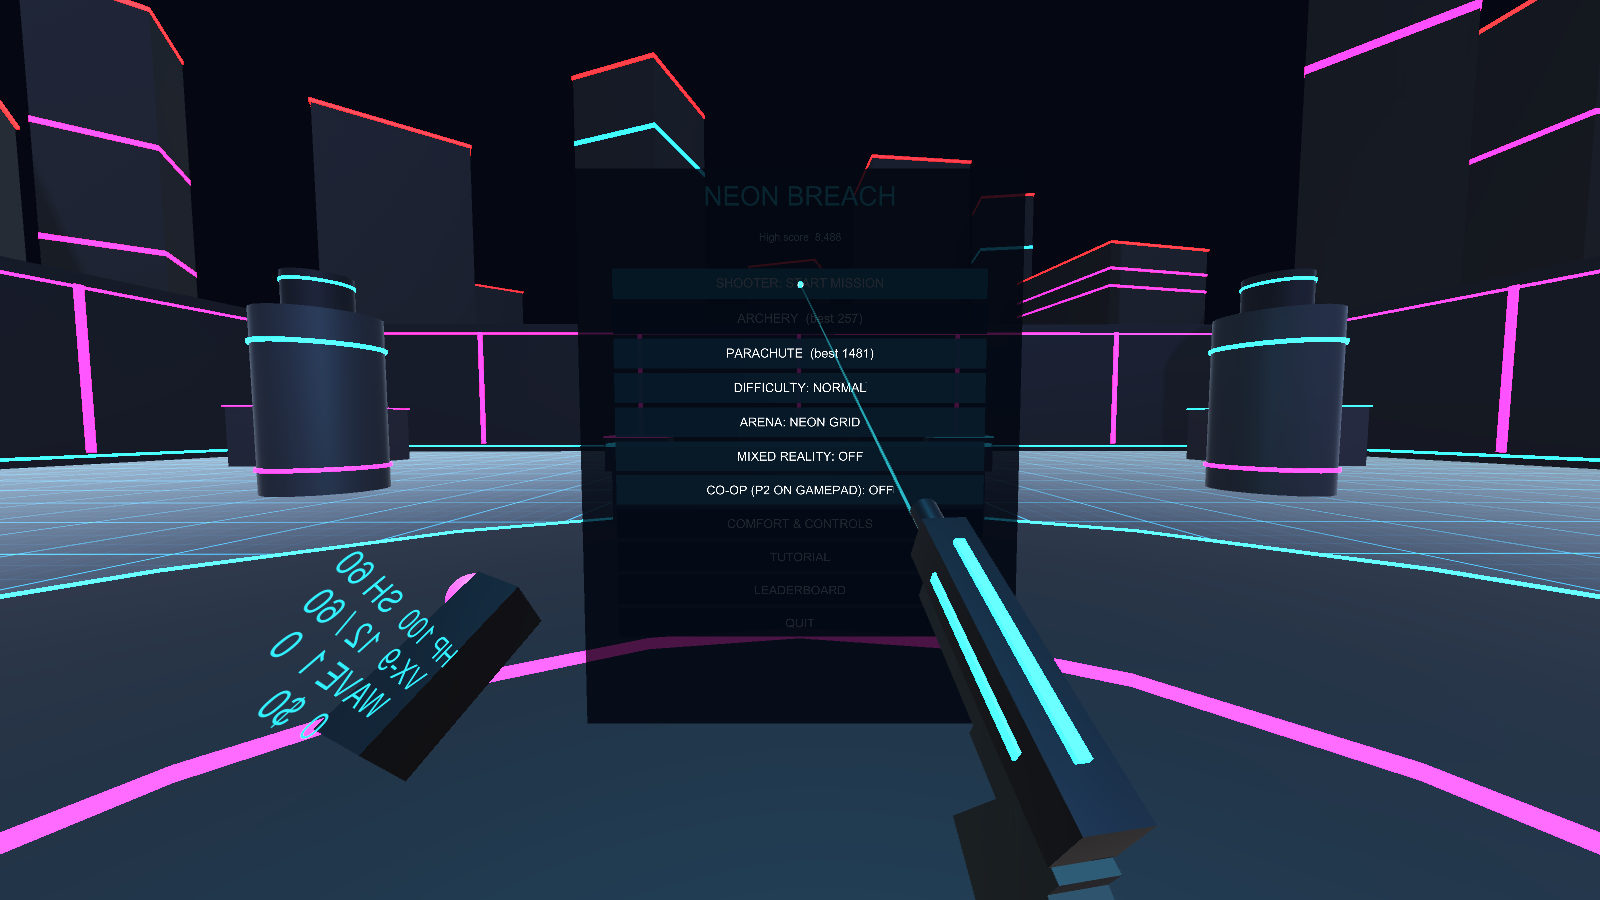 NEON BREACH
High score: 8,488
SHOOTER: START MISSION
ARCHERY (best 257)
PARACHUTE (best 1481)
DIFFICULTY: NORMAL
ARENA: NEON GRID
MIXED REALITY: OFF
CO-OP (P2 ON GAMEPAD): OFF
COMFORT & CONTROLS
TUTORIAL
LEADERBOARD
QUIT
HP 100 SH 60
VX-9 12 / 60
WAVE 1 0
$0